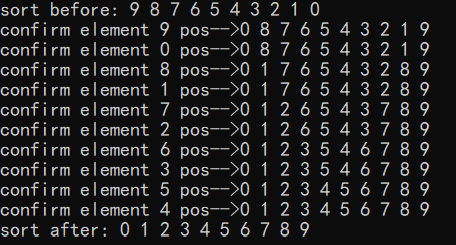 sort before: 9 8 7 6 5 4 3 2 1 0
confirm element 9 pos-->0 8 7 6 5 4 3 2 1 9
confirm element 0 pos-->0 8 7 6 5 4 3 2 1 9
confirm element 8 pos-->0 1 7 6 5 4 3 2 8 9
confirm element 1 pos-->0 1 7 6 5 4 3 2 8 9
confirm element 7 pos-->0 1 2 6 5 4 3 7 8 9
confirm element 2 pos-->0 1 2 6 5 4 3 7 8 9
confirm element 6 pos-->0 1 2 3 5 4 6 7 8 9
confirm element 3 pos-->0 1 2 3 5 4 6 7 8 9
confirm element 5 pos-->0 1 2 3 4 5 6 7 8 9
confirm element 4 pos-->0 1 2 3 4 5 6 7 8 9
sort after: 0 1 2 3 4 5 6 7 8 9